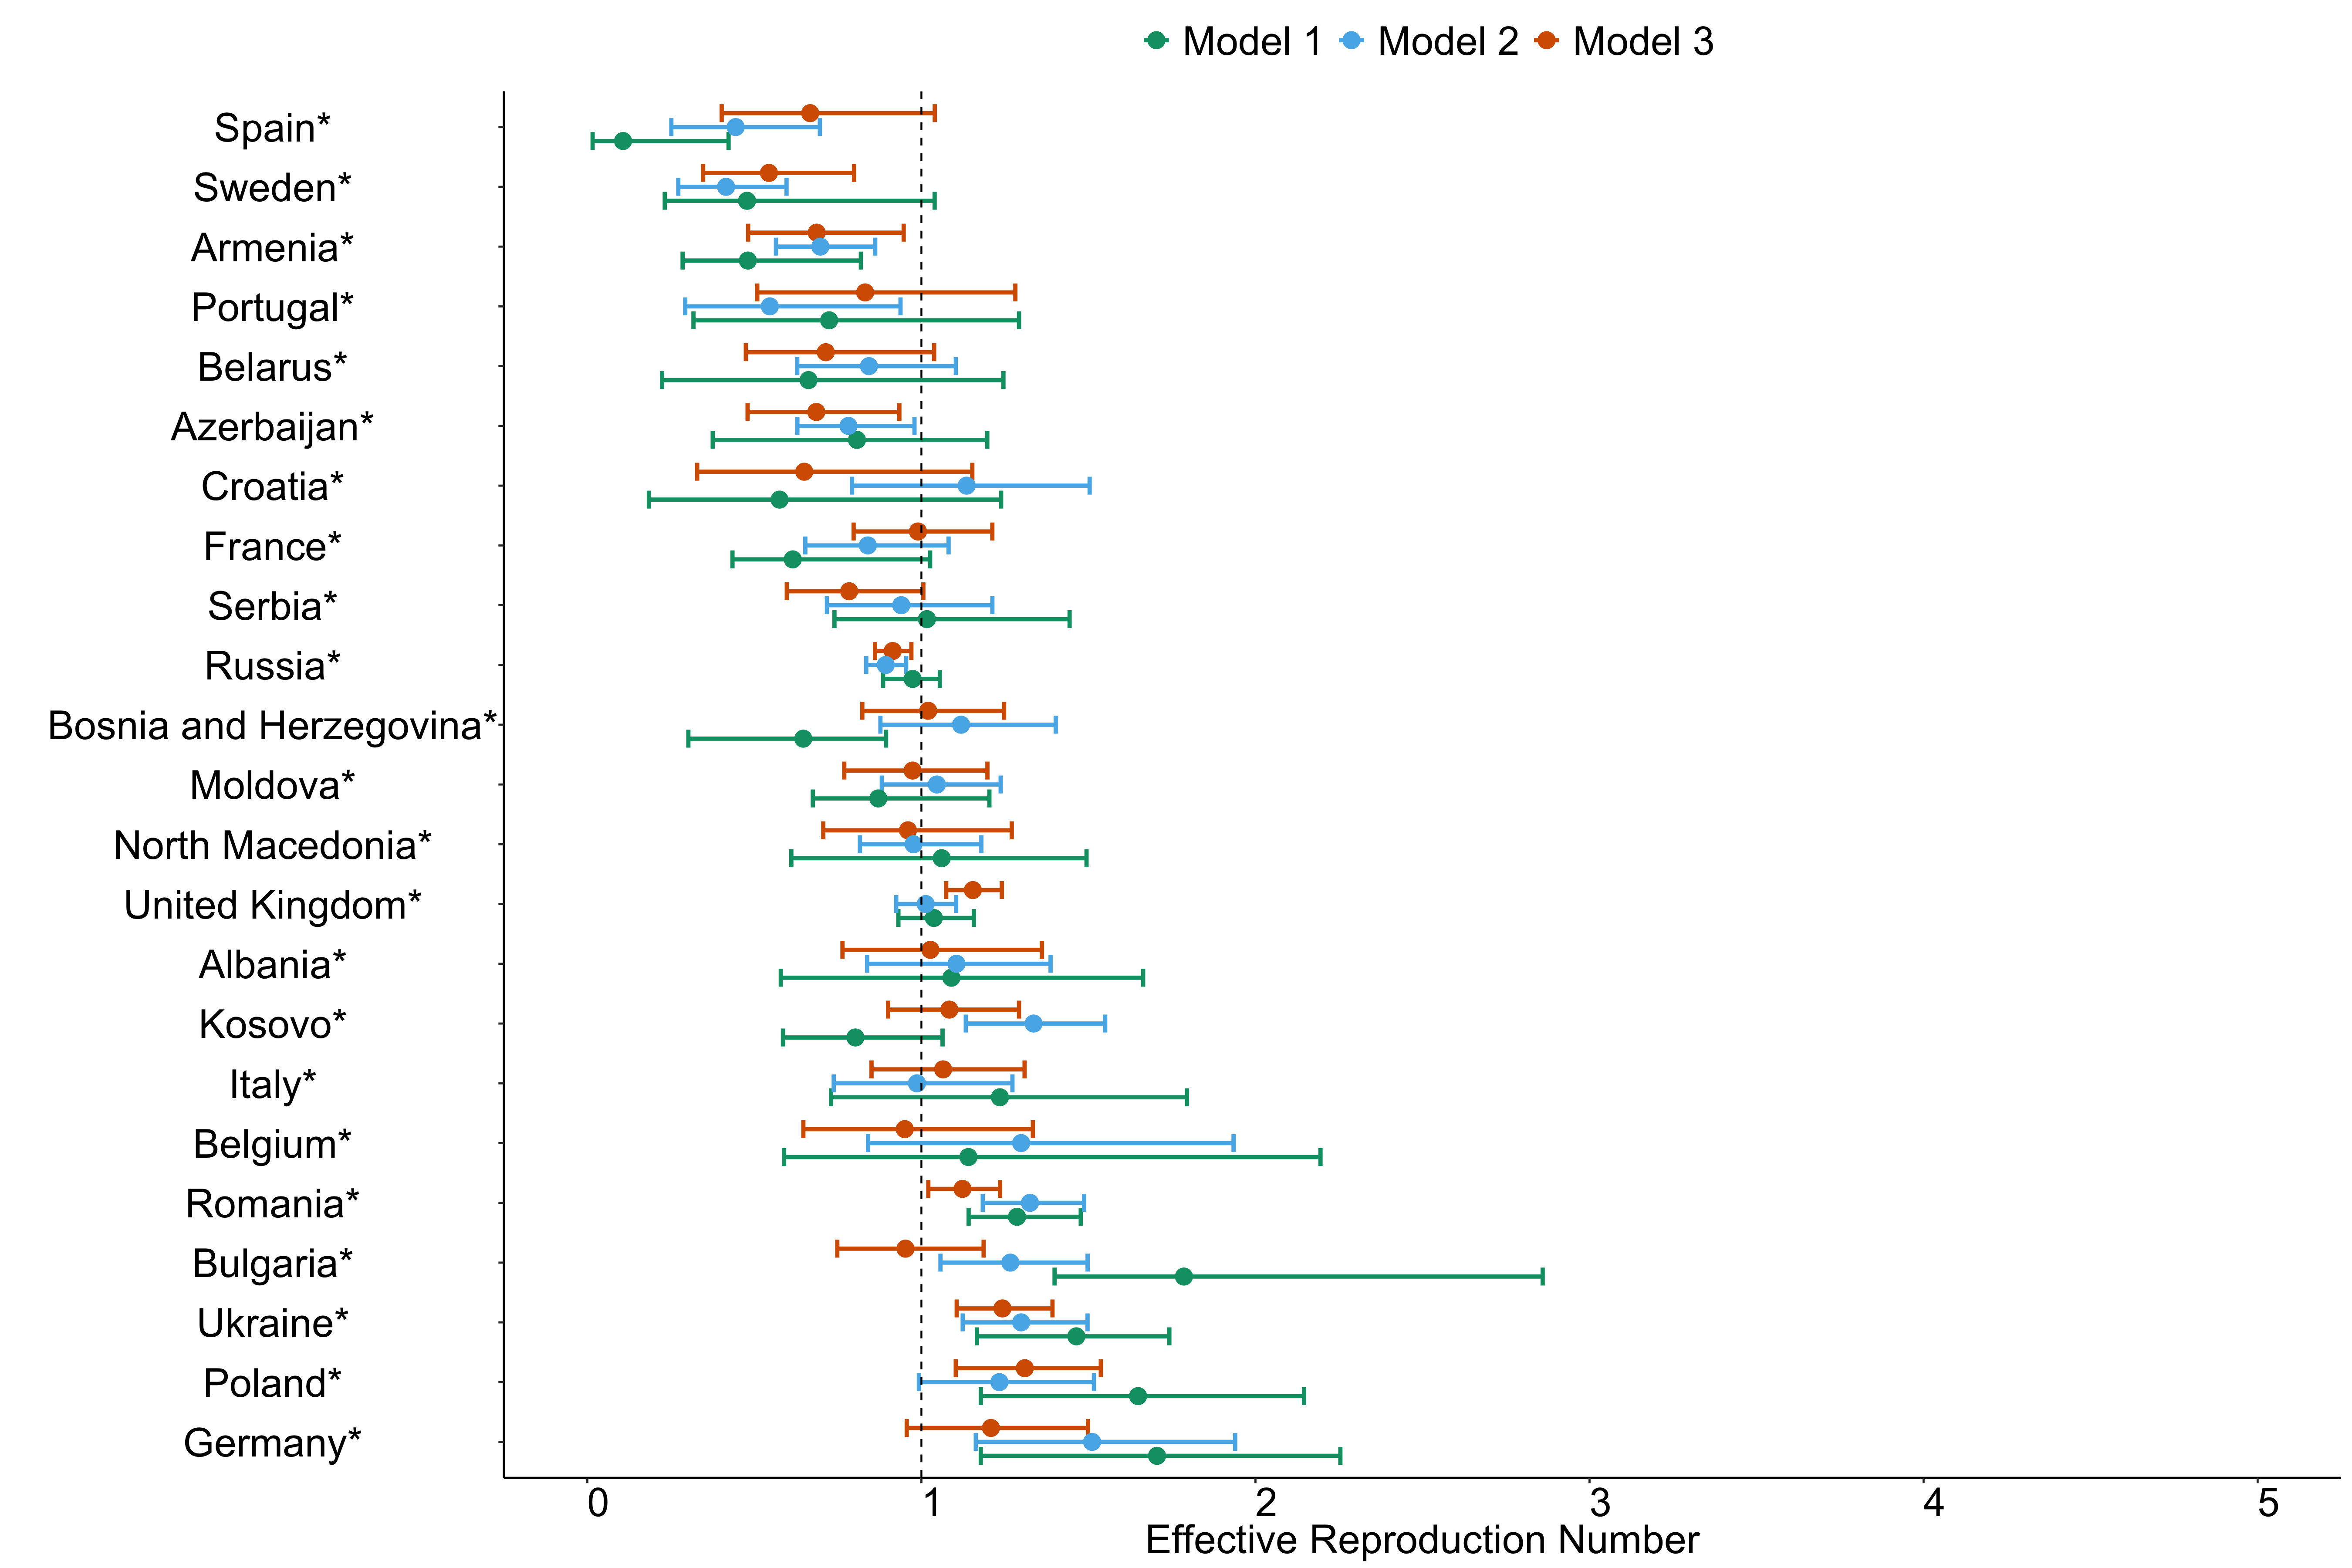 Model 1 Model 2 Model 3
Spain*
Sweden*
Armenia*
Portugal*
Belarus*
Azerbaijan*
Croatia*
France*
Serbia*
Russia*
Bosnia and Herzegovina*
Moldova*
North Macedonia*
United Kingdom*
Albania*
Kosovo*
Italy*
Belgium*
Romania*
Bulgaria*
Ukraine*
Poland*
Germany*
0 1 2 3 4 5
Effective Reproduction Number